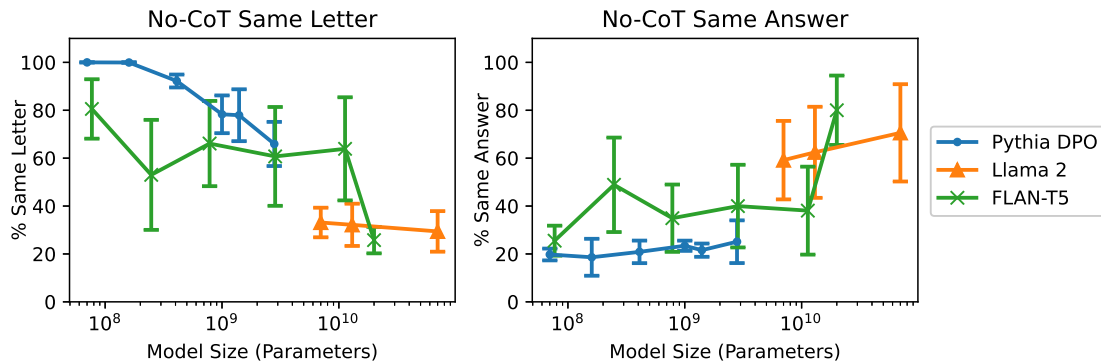 No-CoT Same Letter
% Same Letter
100
80
60
40
20
0
10^8
10^9
10^10
Model Size (Parameters)
No-CoT Same Answer
% Same Answer
100
80
60
40
20
0
10^8
10^9
10^10
Model Size (Parameters)
Pythia DPO
Llama 2
FLAN-T5